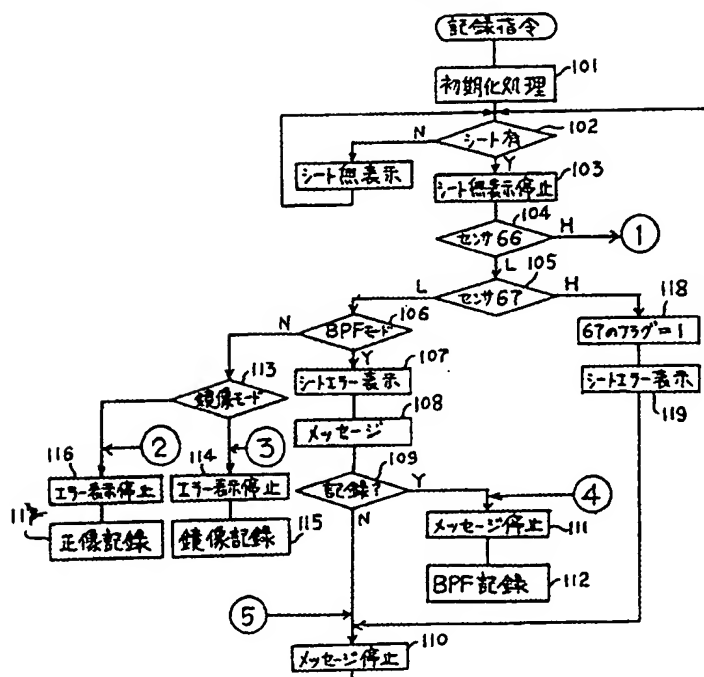 記録指令
101
初期化処理
102
N
シート有
Y
シート無表示
103
シート無表示停止
104
センサ66
H
①
L
105
L
センサ67
H
118
106
N
BPFモード
67のフラグ=1
Y
107
113
シートエラー表示
シートエラー表示
119
鏡像モード
108
メッセージ
②
③
116
114
109
④
エラー表示停止
エラー表示停止
記録?
Y
N
メッセージ停止
111
正像記録
鏡像記録
115
BPF記録
112
⑤
110
メッセージ停止